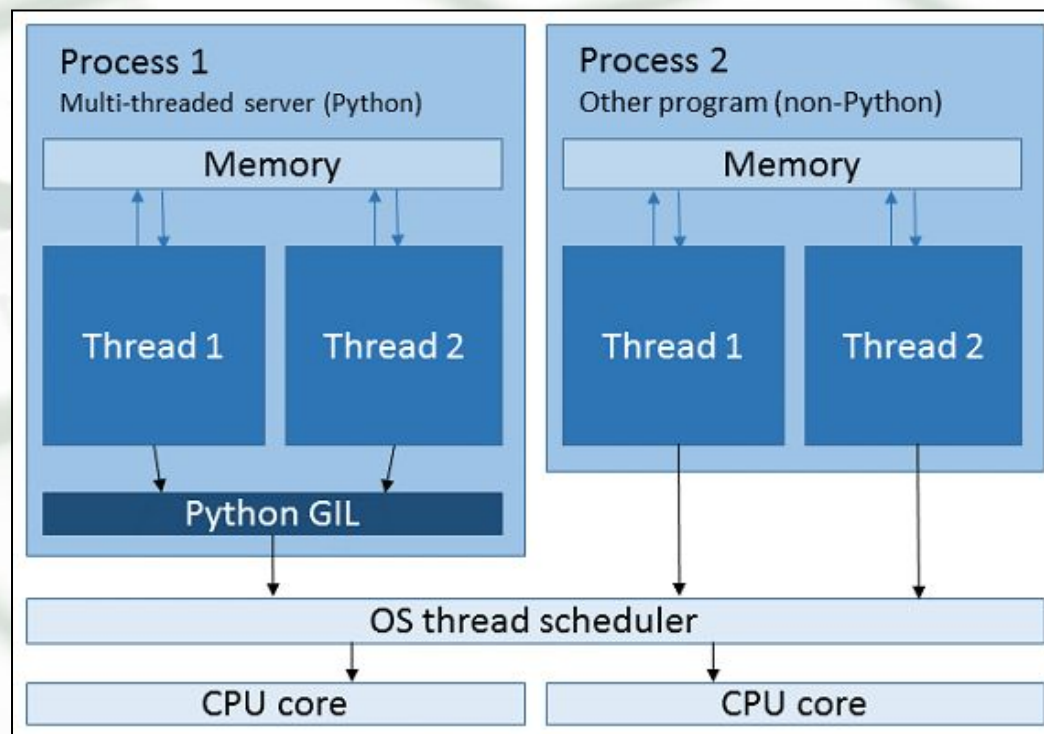 Process 1
Multi-threaded server (Python)
Memory
Thread 1
Thread 2
Python GIL
Process 2
Other program (non-Python)
Memory
Thread 1
Thread 2
OS thread scheduler
CPU core
CPU core